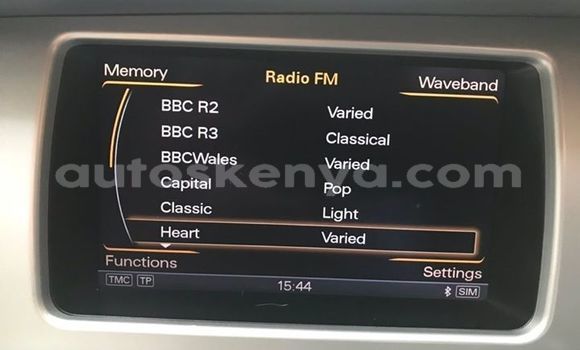 Memory Radio FM Waveband
BBC R2 Varied
BBC R3 Classical
BBCWales Varied
autoskenya.com
Capital Pop
Classic Light
Heart Varied
Functions Settings
TMC TP 15:44 SIM